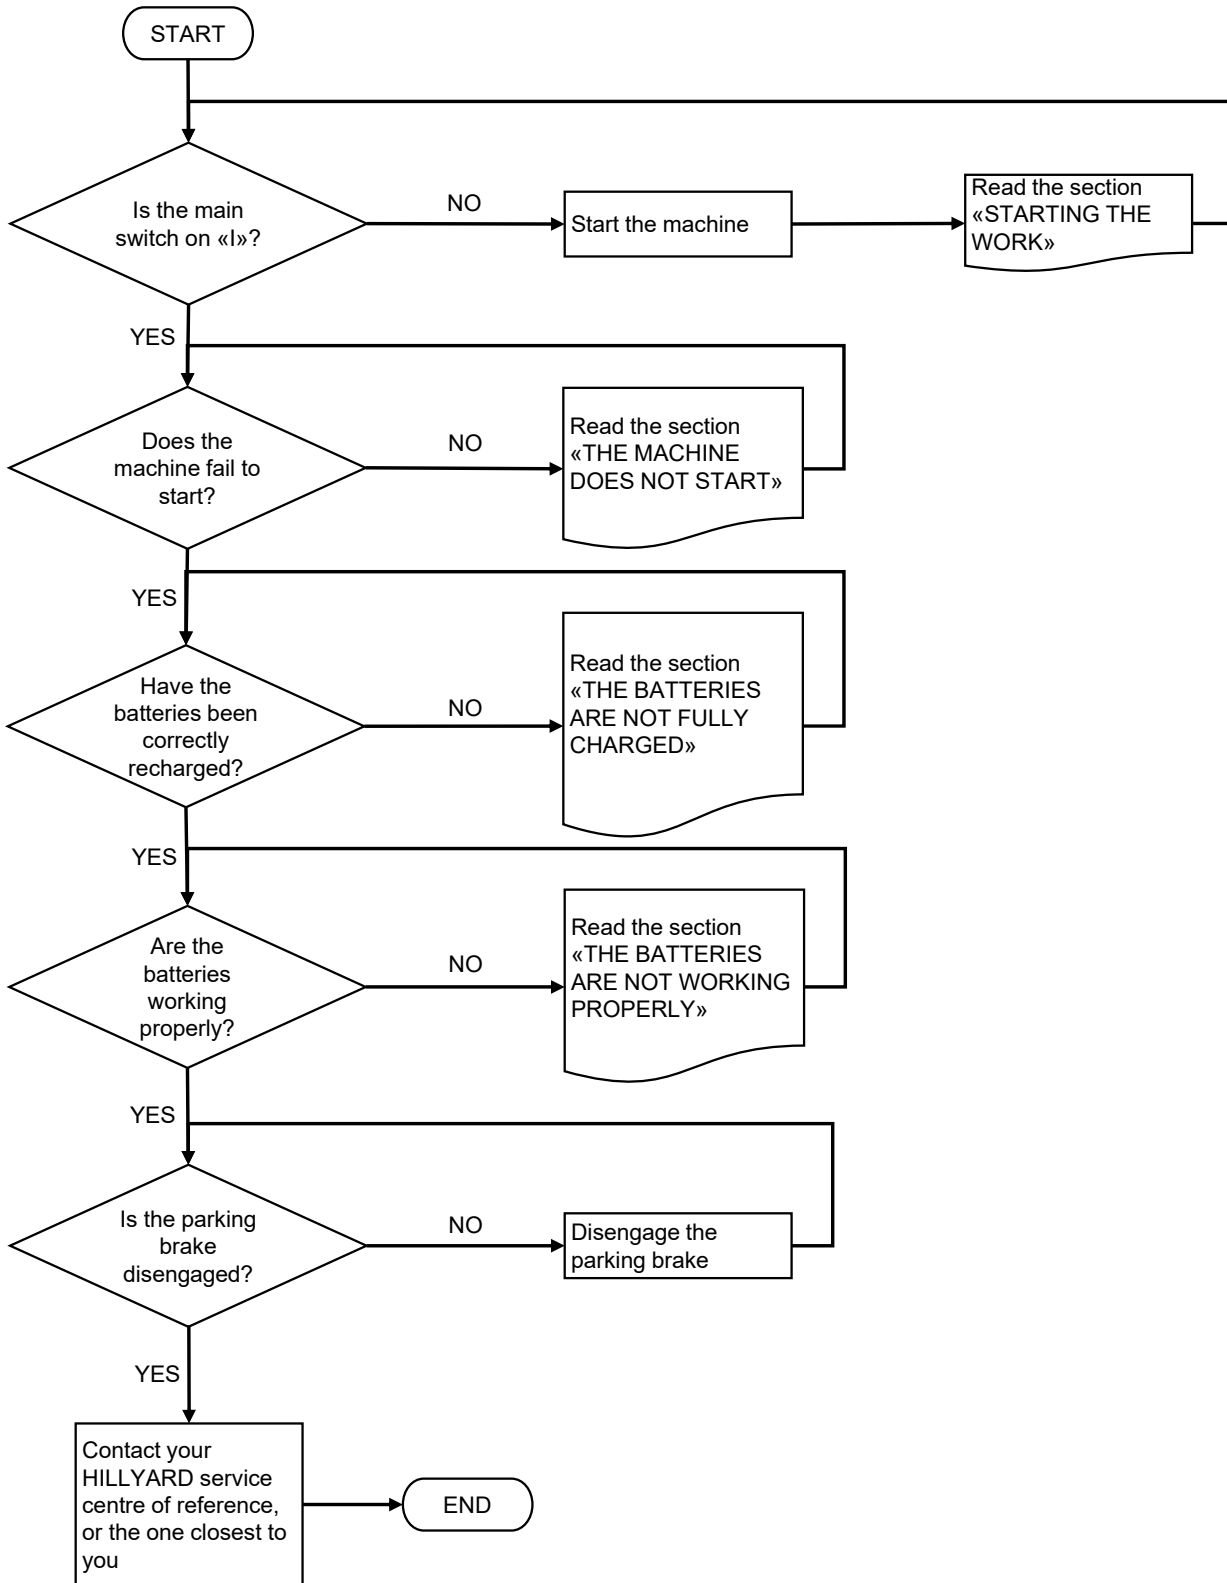 START
Is the main
switch on «I»?
NO
Start the machine
Read the section
«STARTING THE
WORK»
YES
Does the
machine fail to
start?
NO
Read the section
«THE MACHINE
DOES NOT START»
YES
Have the
batteries been
correctly
recharged?
NO
Read the section
«THE BATTERIES
ARE NOT FULLY
CHARGED»
YES
Are the
batteries
working
properly?
NO
Read the section
«THE BATTERIES
ARE NOT WORKING
PROPERLY»
YES
Is the parking
brake
disengaged?
NO
Disengage the
parking brake
YES
Contact your
HILLYARD service
centre of reference,
or the one closest to
you
END